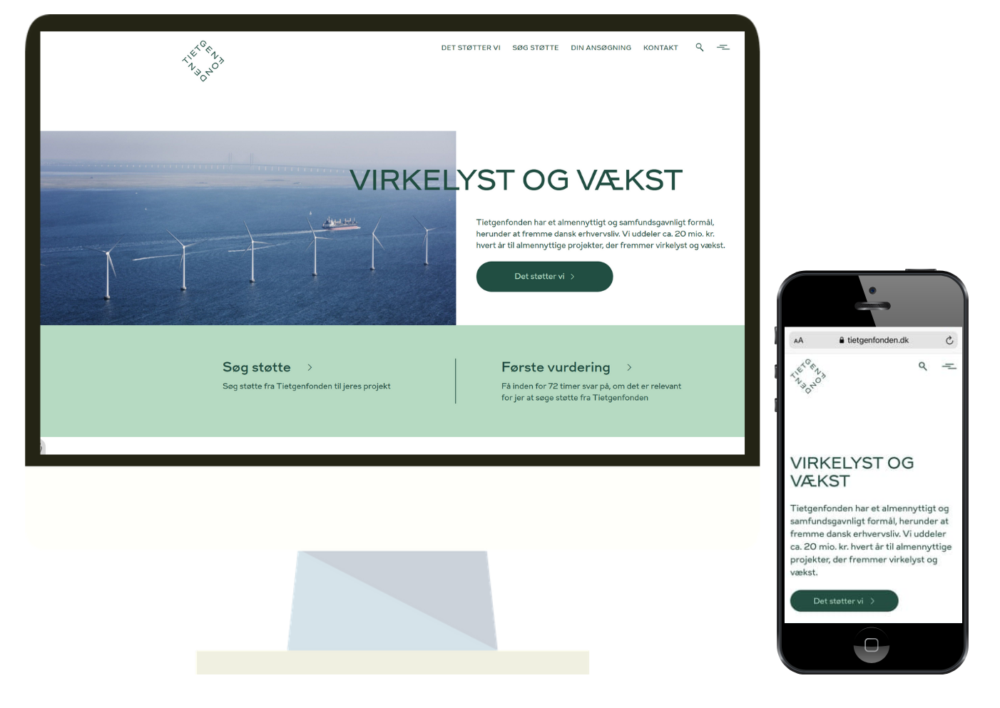 TIETGENFONDEN
DET STØTTER VI SØG STØTTE DIN ANSØGNING KONTAKT
VIRKELYST OG VÆKST
Tietgenfonden har et almennyttigt og samfundsgavnligt formål,
herunder at fremme dansk erhvervsliv. Vi uddeler ca. 20 mio. kr.
hvert år til almennyttige projekter, der fremmer virkelyst og vækst.
Det støtter vi
Søg støtte
Søg støtte fra Tietgenfonden til jeres projekt
Første vurdering
Få inden for 72 timer svar på, om det er relevant
for jer at søge støtte fra Tietgenfonden
AA tietgenfonden.dk
TIETGENFONDEN
VIRKELYST OG
VÆKST
Tietgenfonden har et almennyttigt og
samfundsgavnligt formål, herunder at
fremme dansk erhvervsliv. Vi uddeler
ca. 20 mio. kr. hvert år til almennyttige
projekter, der fremmer virkelyst og
vækst.
Det støtter vi